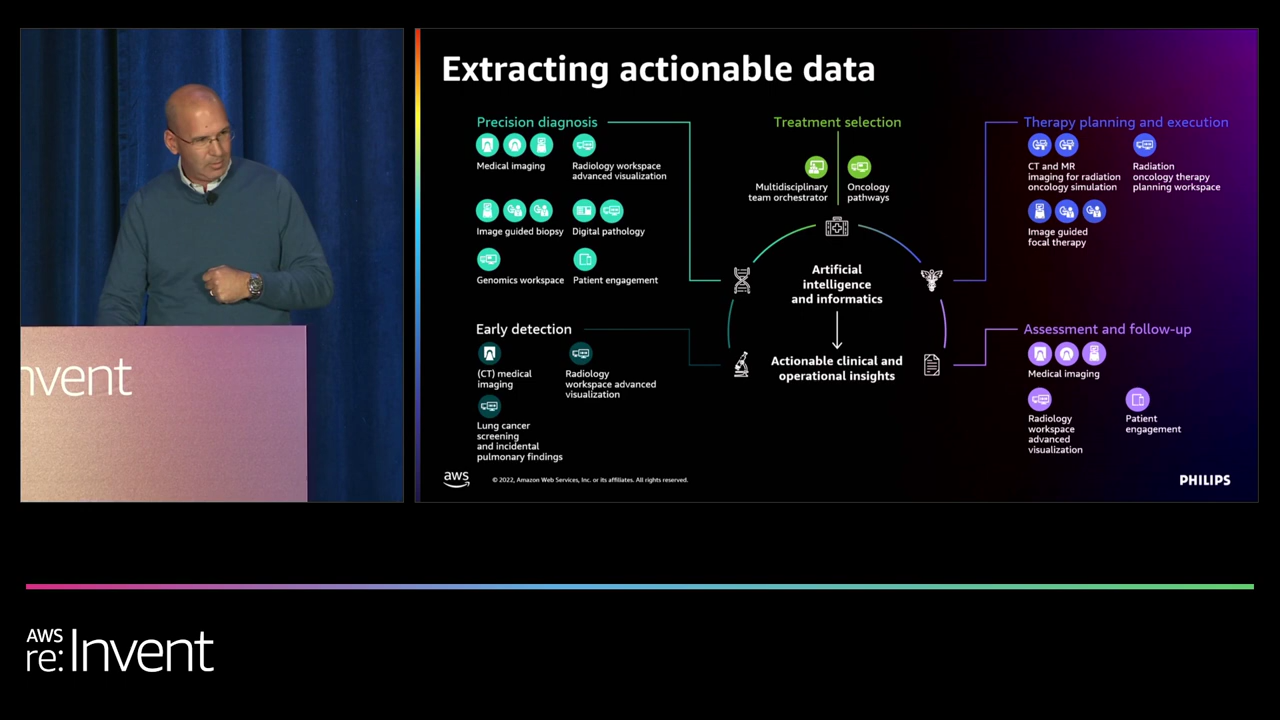 Extracting actionable data
Precision diagnosis
Medical imaging
Radiology workspace
advanced visualization
Image guided biopsy
Digital pathology
Genomics workspace
Patient engagement
Early detection
(CT) medical
imaging
Radiology
workspace advanced
visualization
Lung cancer
screening
and incidental
pulmonary findings
Treatment selection
Multidisciplinary
team orchestrator
Oncology
pathways
Artificial
intelligence
and informatics
Actionable clinical and
operational insights
Therapy planning and execution
CT and MR
imaging for radiation
oncology simulation
Radiation
oncology therapy
planning workspace
Image guided
focal therapy
Assessment and follow-up
Medical imaging
Radiology
workspace
advanced
visualization
Patient
engagement
aws
© 2022, Amazon Web Services, Inc. or its affiliates. All rights reserved.
PHILIPS
nvent
AWS
re:Invent